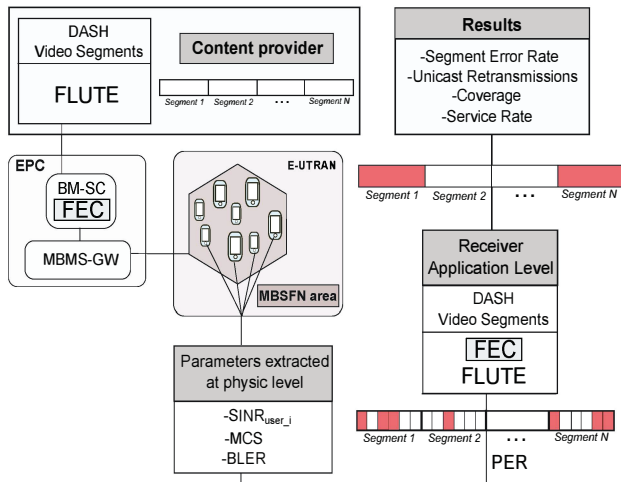 DASH
Video Segments
FLUTE
Content provider
Segment 1 Segment 2 ... Segment N
EPC
BM-SC
FEC
MBMS-GW
E-UTRAN
MBSFN area
Parameters extracted
at physic level
-SINRuser_i
-MCS
-BLER
Results
-Segment Error Rate
-Unicast Retransmissions
-Coverage
-Service Rate
Segment 1 Segment 2 ... Segment N
Receiver
Application Level
DASH
Video Segments
FEC
FLUTE
Segment 1 Segment 2 ... Segment N
PER